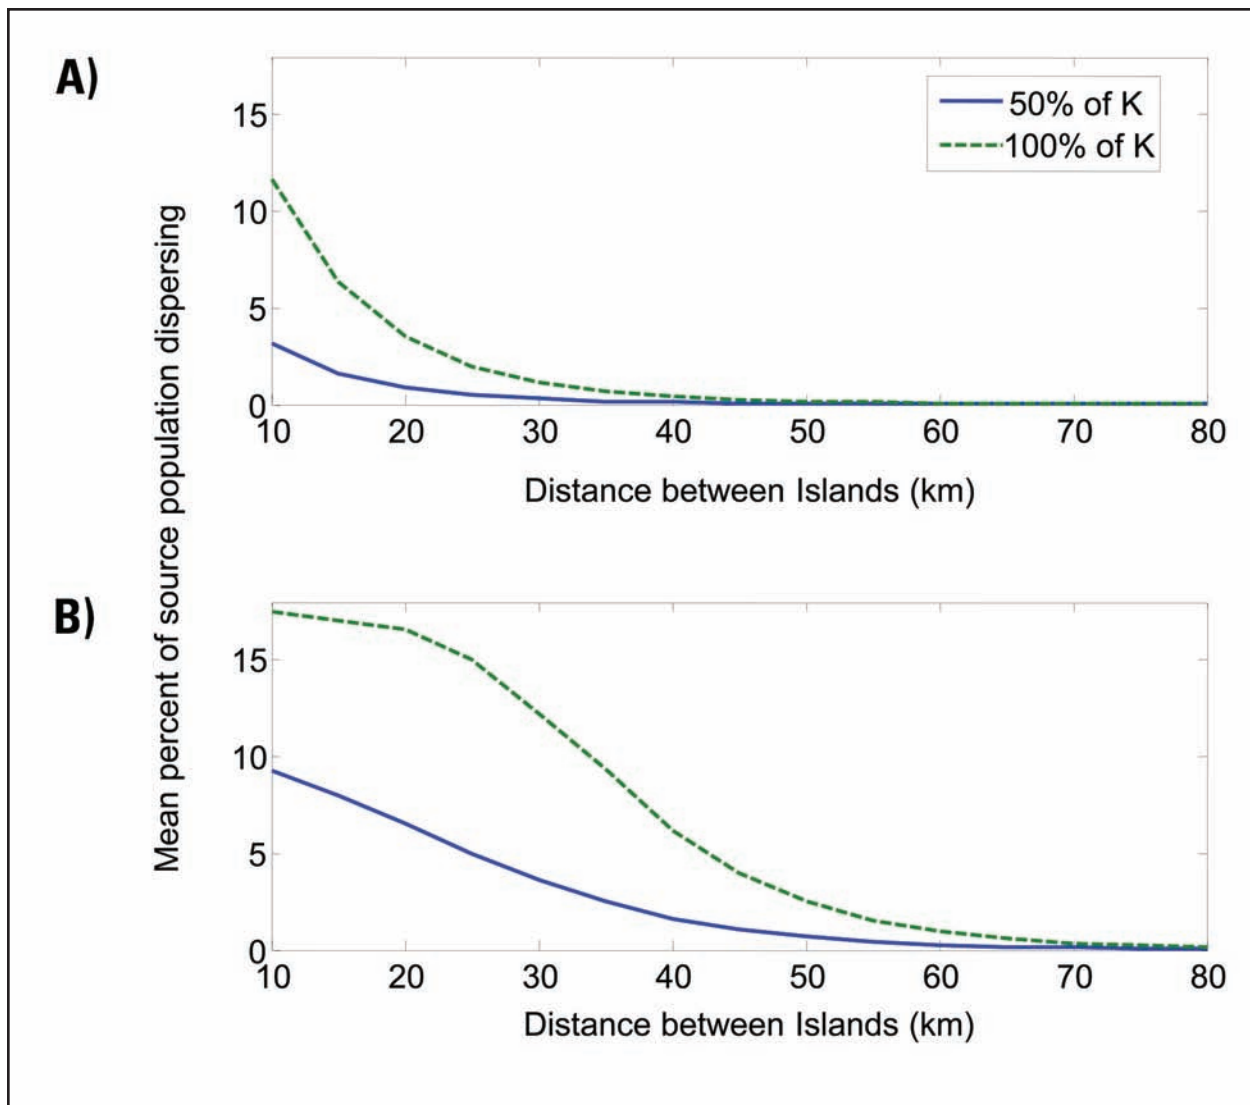 A)
15
10
5
0
50% of K
100% of K
10 20 30 40 50 60 70 80
Distance between Islands (km)
Mean percent of source population dispersing
B)
15
10
5
0
10 20 30 40 50 60 70 80
Distance between Islands (km)